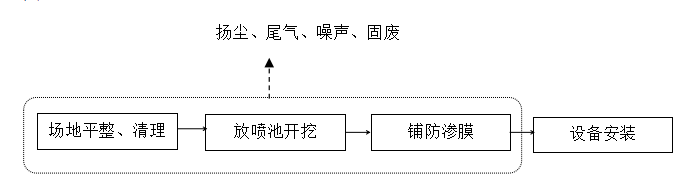 扬尘、尾气、噪声、固废
场地平整、清理
放喷池开挖
铺防渗膜
设备安装